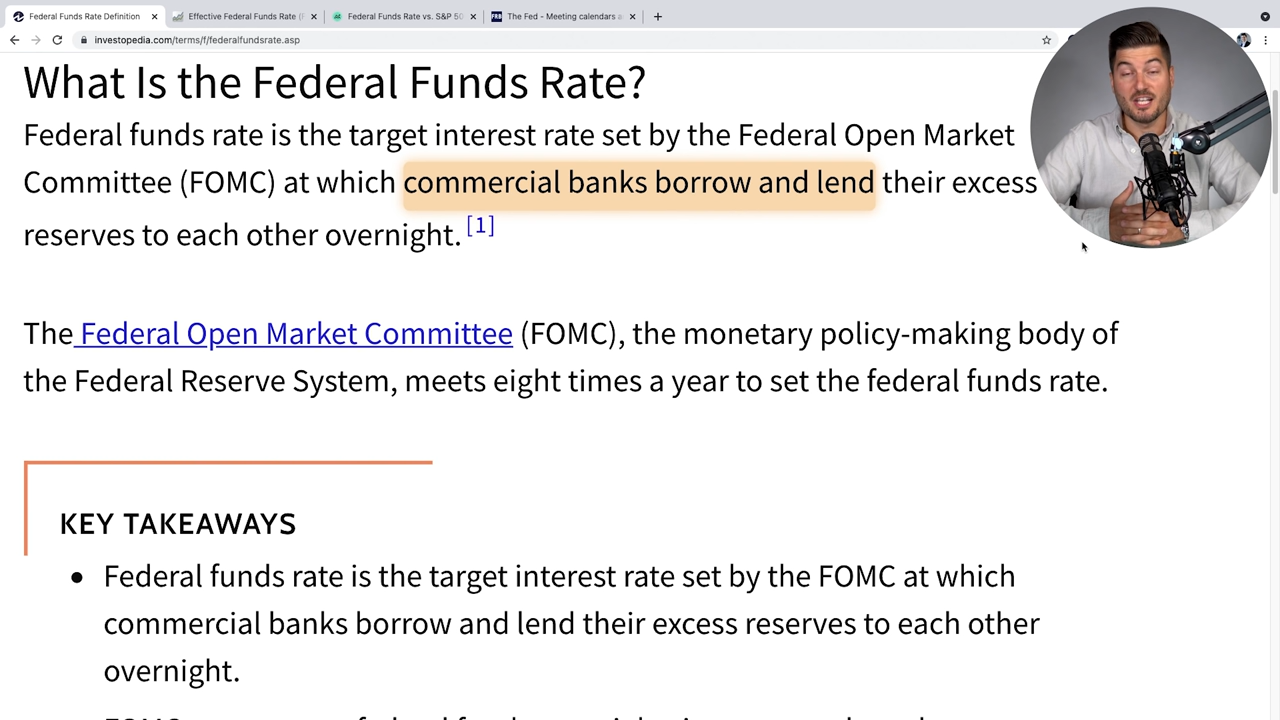 Federal Funds Rate Definition
Effective Federal Funds Rate (F
Federal Funds Rate vs. S&P 50
FRB
The Fed - Meeting calendars a
investopedia.com/terms/f/federalfundsrate.asp
What Is the Federal Funds Rate?
Federal funds rate is the target interest rate set by the Federal Open Market
Committee (FOMC) at which commercial banks borrow and lend their excess
reserves to each other overnight. [1]
The Federal Open Market Committee (FOMC), the monetary policy-making body of
the Federal Reserve System, meets eight times a year to set the federal funds rate.
KEY TAKEAWAYS
• Federal funds rate is the target interest rate set by the FOMC at which
commercial banks borrow and lend their excess reserves to each other
overnight.